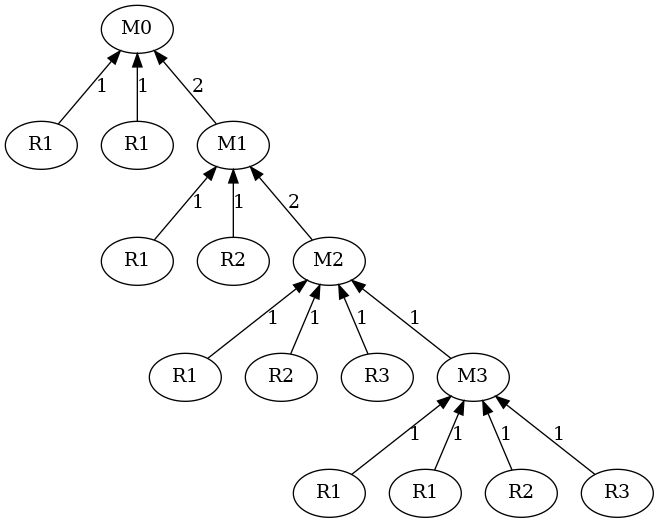 M0
1 1 2
R1 R1 M1
1 1 2
R1 R2 M2
1 1 1 1
R1 R2 R3 M3
1 1 1 1
R1 R1 R2 R3